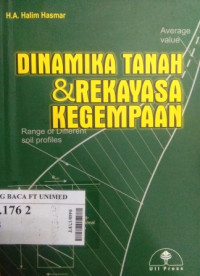 H.A. Halim Hasmar
Average
value
DINAMIKA TANAH
&REKAYASA
KEGEMPAAN
Range of Different
soil profiles
G BACA FT UNIMED
.176 2
UII Press